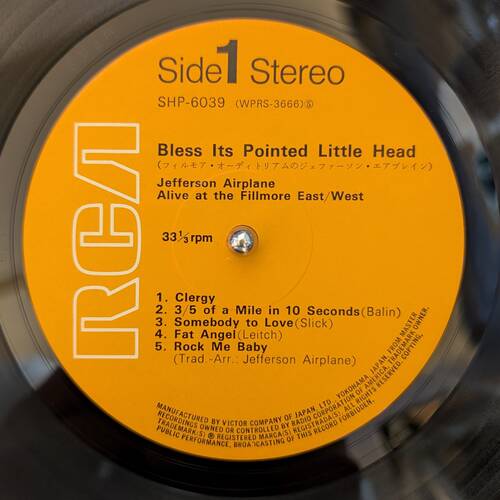 Side 1 Stereo
SHP-6039 (WPRS-3666)Ⓢ
RCA
Bless Its Pointed Little Head
(フィルモア・オーディトリアムのジェファーソン・エアプレイン)
Jefferson Airplane
Alive at the Fillmore East/West
33⅓ rpm
1. Clergy
2. 3/5 of a Mile in 10 Seconds(Balin)
3. Somebody to Love(Slick)
4. Fat Angel(Leitch)
5. Rock Me Baby
(Trad.-Arr.: Jefferson Airplane)
MANUFACTURED BY VICTOR COMPANY OF JAPAN, LTD., YOKOHAMA, JAPAN, FROM MASTER
RECORDINGS OWNED OR CONTROLLED BY RADIO CORPORATION OF AMERICA, TRADEMARK OWNER.
TRADEMARK(S) ® REGISTERED MARCA(S) REGISTRADA(S). ALL RIGHTS RESERVED. COPYING,
PUBLIC PERFORMANCE, BROADCASTING OF THIS RECORD FORBIDDEN.